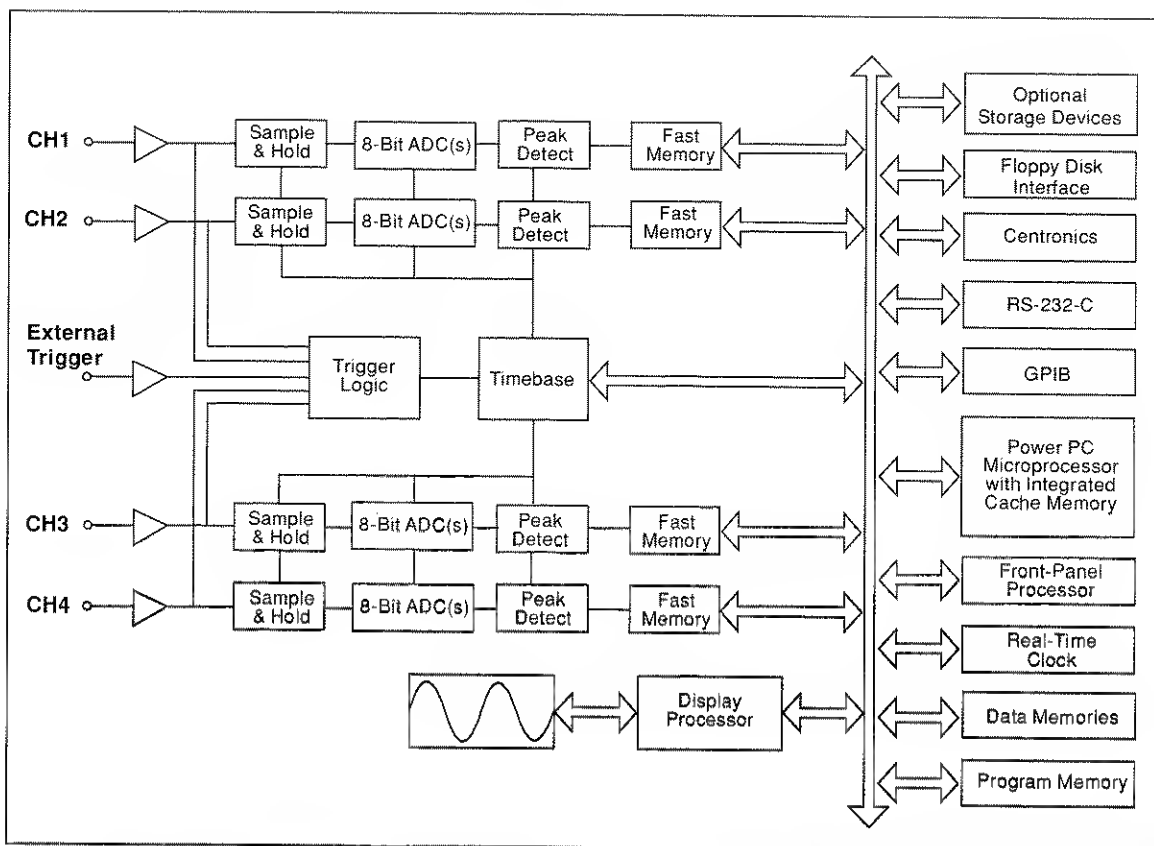 Optional
Storage Devices
CH1
Sample
& Hold
8-Bit ADC(s)
Peak
Detect
Fast
Memory
Floppy Disk
Interface
CH2
Sample
& Hold
8-Bit ADC(s)
Peak
Detect
Fast
Memory
Centronics
RS-232-C
External
Trigger
Trigger
Logic
Timebase
GPIB
Power PC
Microprocessor
with Integrated
Cache Memory
CH3
Sample
& Hold
8-Bit ADC(s)
Peak
Detect
Fast
Memory
Front-Panel
Processor
CH4
Sample
& Hold
8-Bit ADC(s)
Peak
Detect
Fast
Memory
Real-Time
Clock
Display
Processor
Data Memories
Program Memory